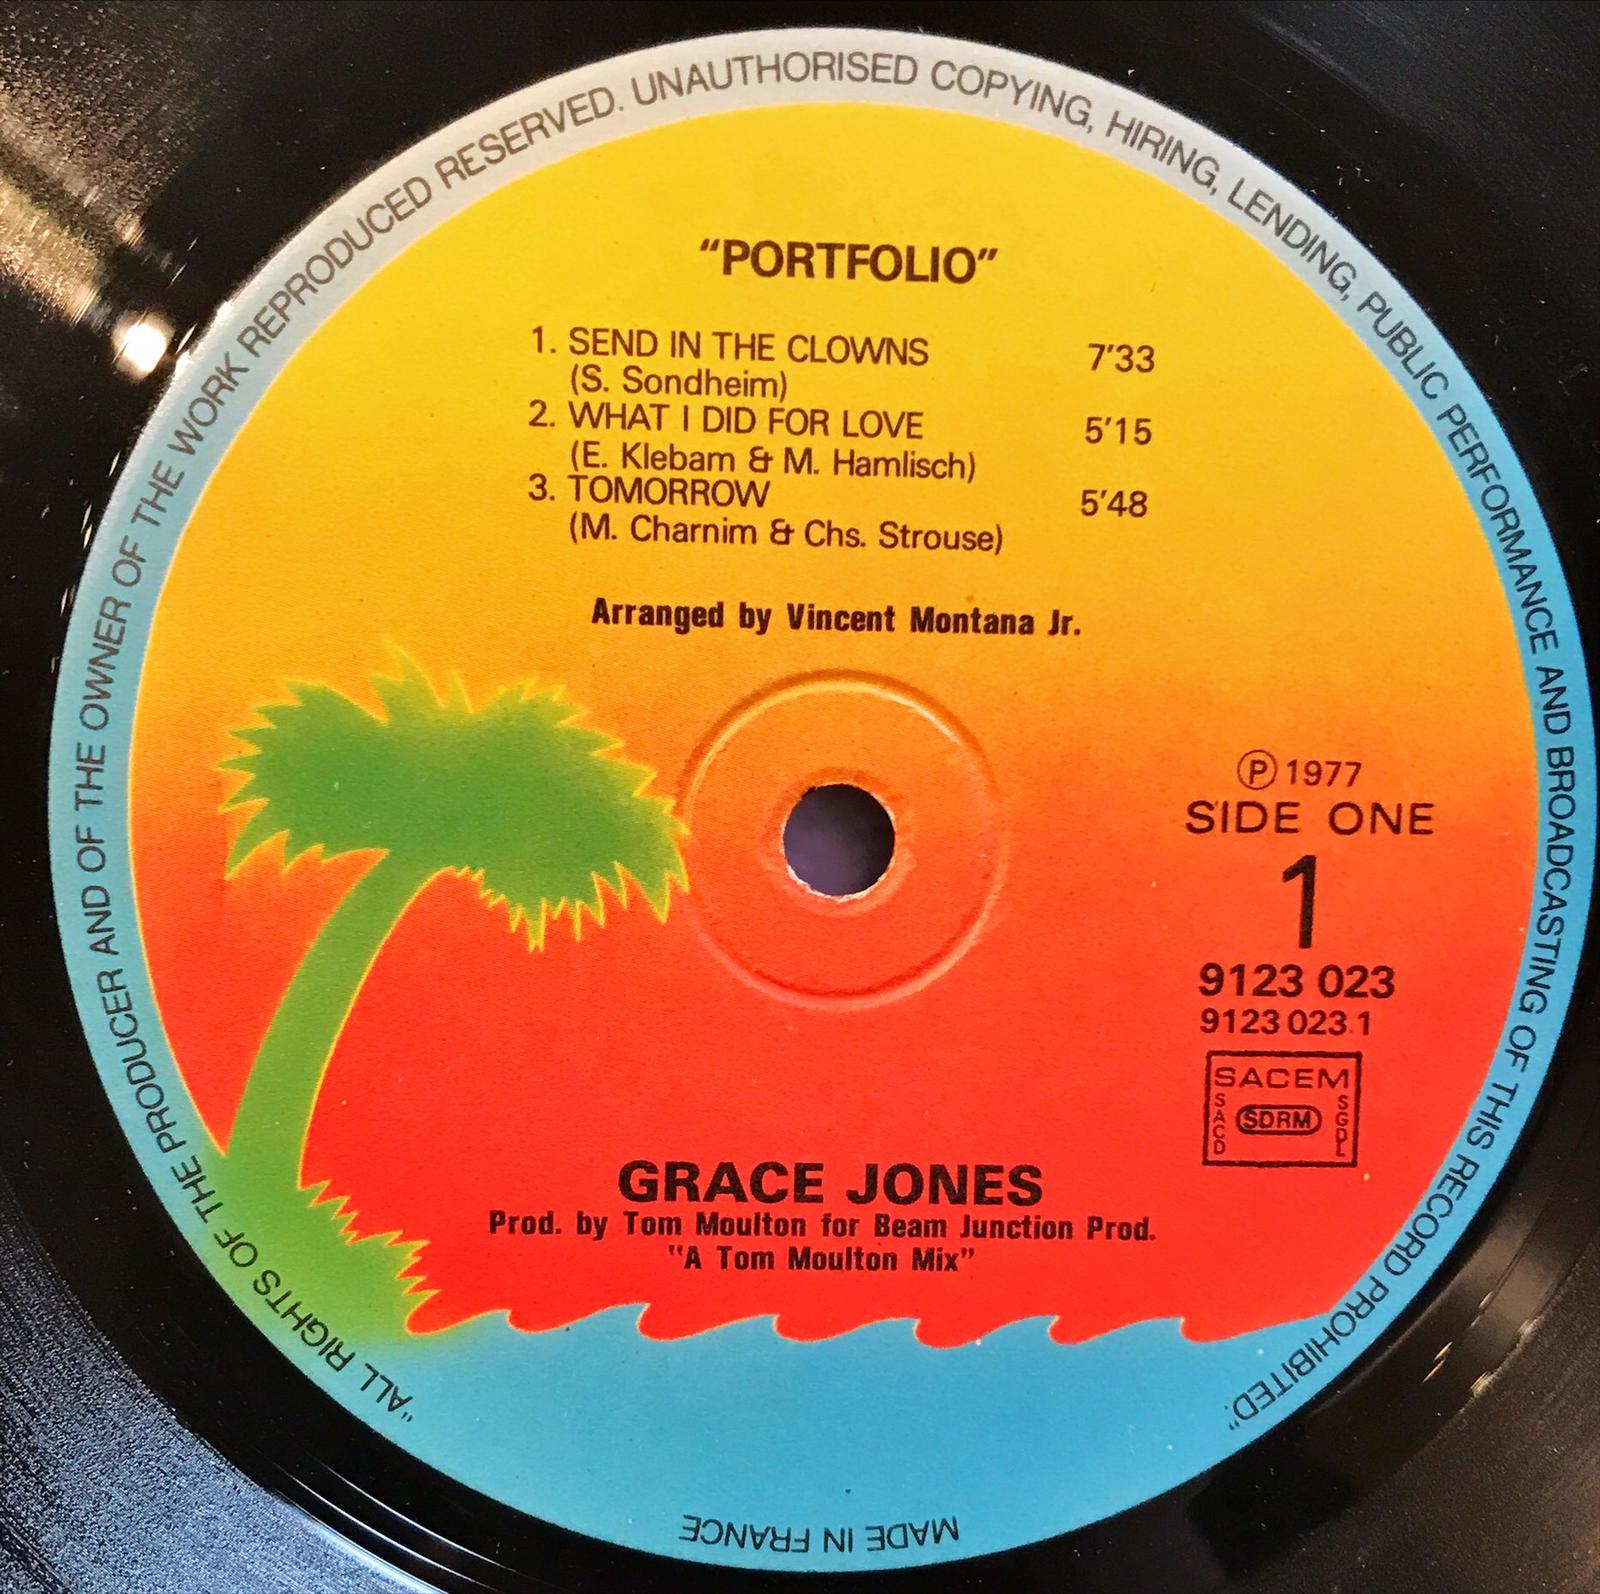 "ALL RIGHTS OF THE PRODUCER AND OF THE OWNER OF THE WORK REPRODUCED RESERVED. UNAUTHORISED COPYING, HIRING, LENDING, PUBLIC PERFORMANCE AND BROADCASTING OF THIS RECORD PROHIBITED."
“PORTFOLIO”
1. SEND IN THE CLOWNS 7'33
(S. Sondheim)
2. WHAT I DID FOR LOVE 5'15
(E. Klebam & M. Hamlisch)
3. TOMORROW 5'48
(M. Charnim & Chs. Strouse)
Arranged by Vincent Montana Jr.
Ⓟ 1977
SIDE ONE
1
9123 023
9123 023.1
SACEM
SACD SDRM SGDL
GRACE JONES
Prod. by Tom Moulton for Beam Junction Prod.
"A Tom Moulton Mix"
MADE IN FRANCE